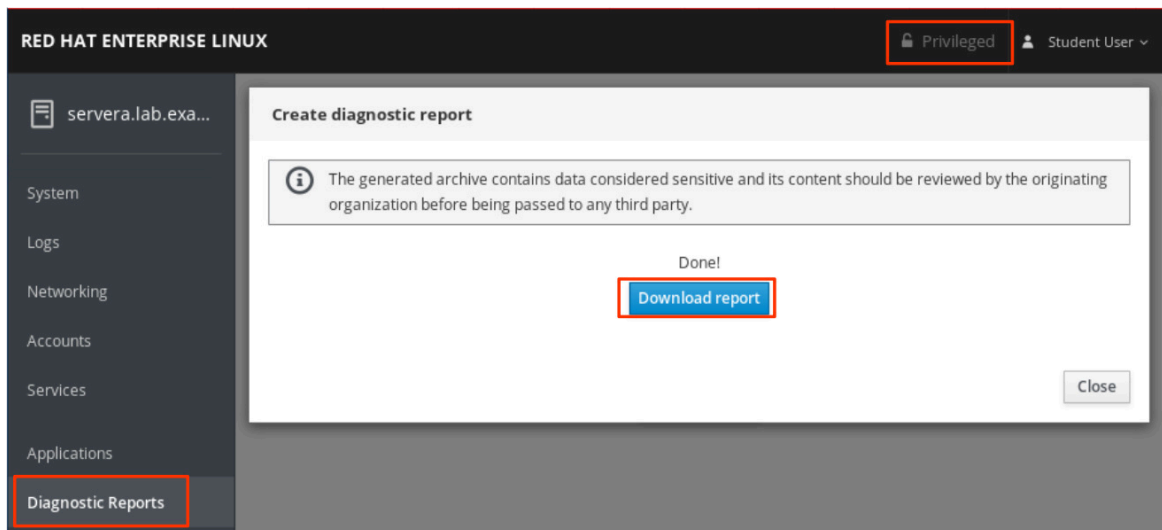 RED HAT ENTERPRISE LINUX
Privileged
Student User
servera.lab.exa...
Create diagnostic report
The generated archive contains data considered sensitive and its content should be reviewed by the originating
organization before being passed to any third party.
System
Logs
Done!
Networking
Download report
Accounts
Services
Close
Applications
Diagnostic Reports